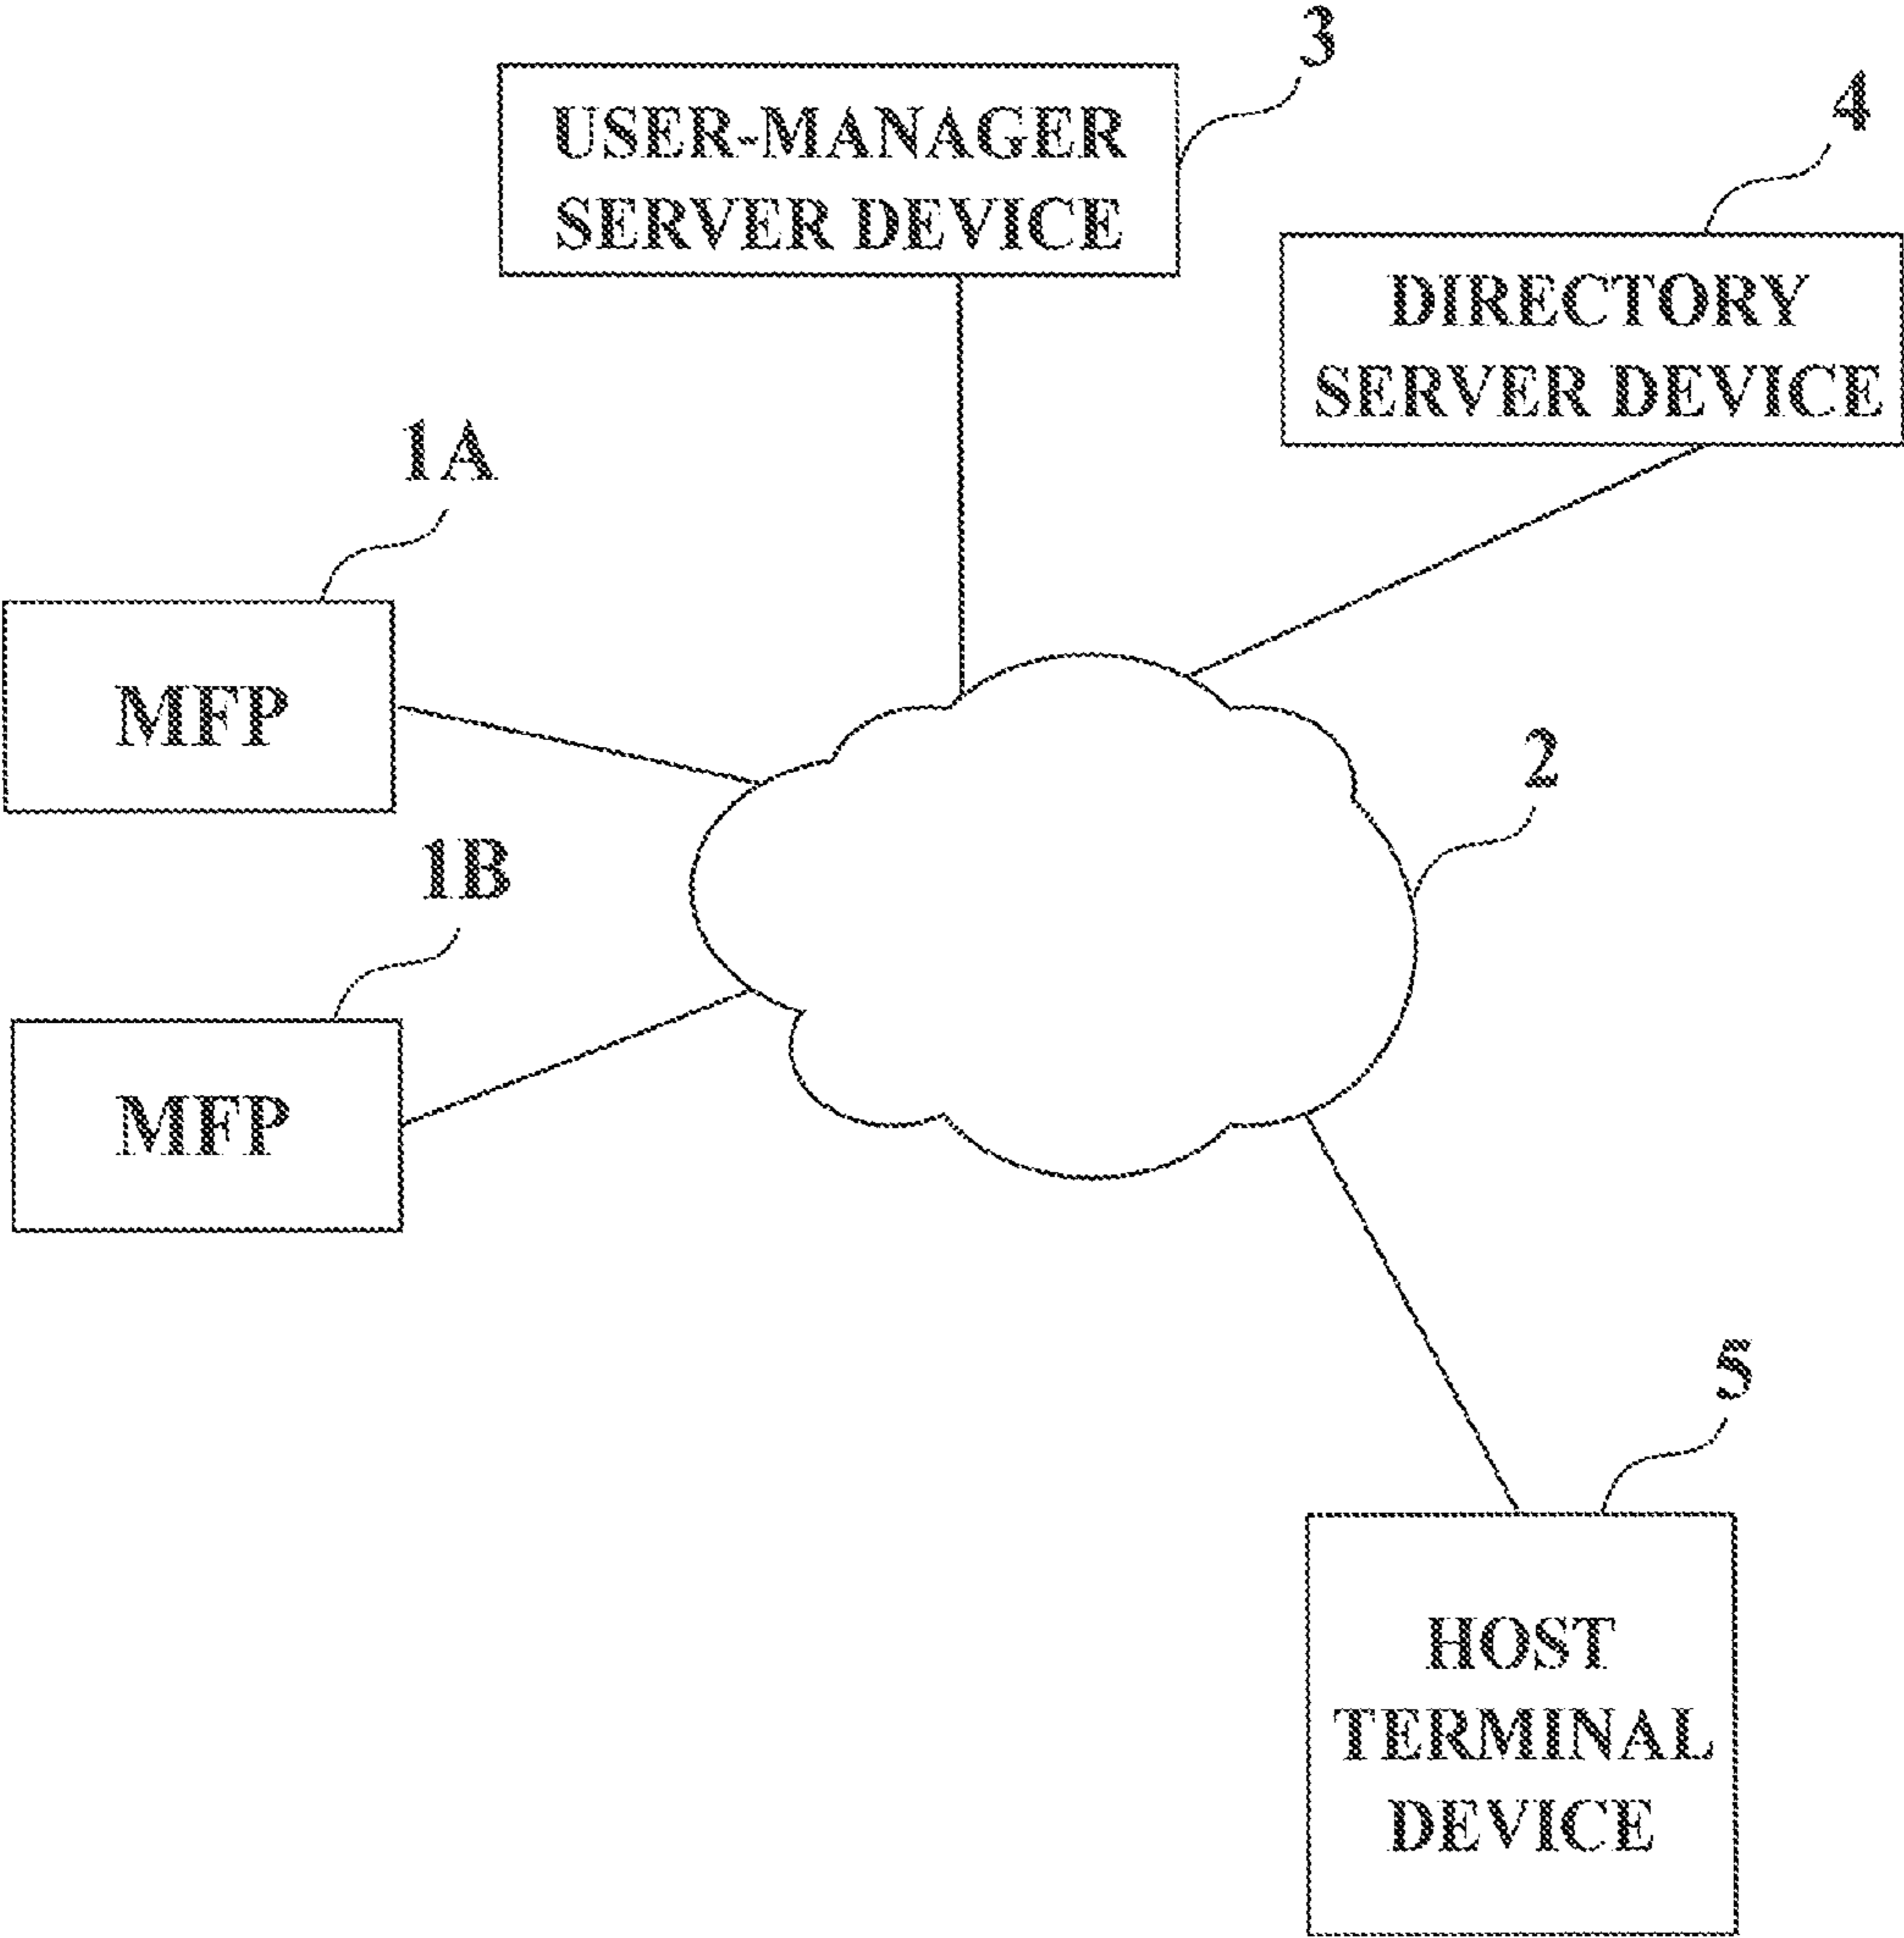 3
USER-MANAGER
SERVER DEVICE
4
DIRECTORY
SERVER DEVICE
1A
MFP
2
1B
MFP
5
HOST
TERMINAL
DEVICE